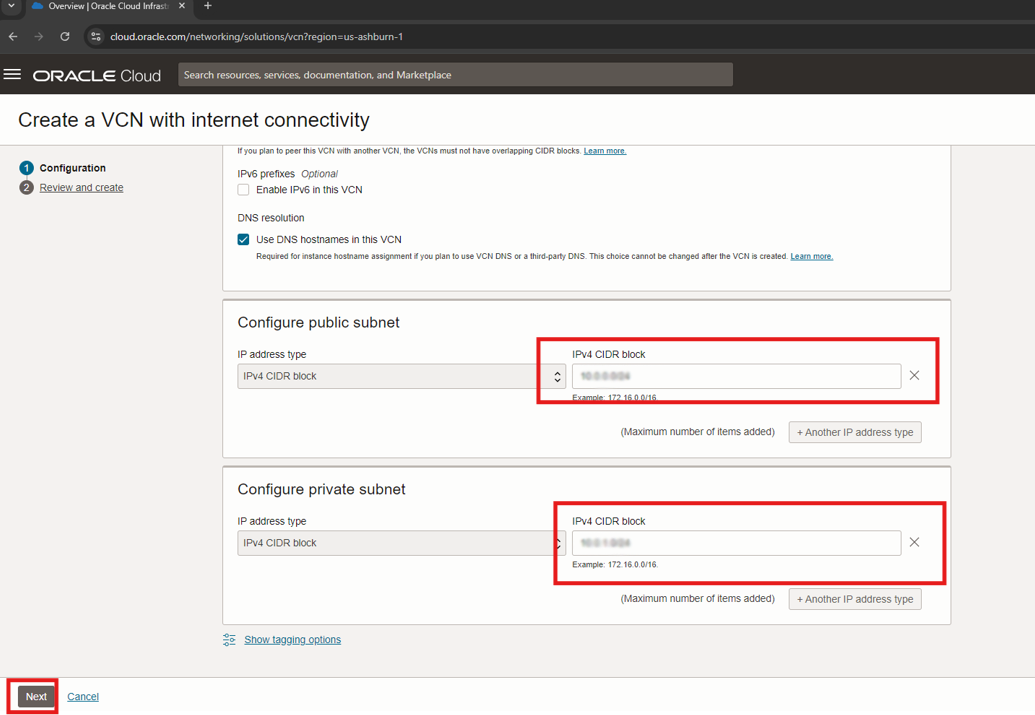 Overview | Oracle Cloud Infrast
cloud.oracle.com/networking/solutions/vcn?region=us-ashburn-1
ORACLE Cloud
Search resources, services, documentation, and Marketplace
Create a VCN with internet connectivity
1 Configuration
2 Review and create
If you plan to peer this VCN with another VCN, the VCNs must not have overlapping CIDR blocks. Learn more.
IPv6 prefixes Optional
Enable IPv6 in this VCN
DNS resolution
Use DNS hostnames in this VCN
Required for instance hostname assignment if you plan to use VCN DNS or a third-party DNS. This choice cannot be changed after the VCN is created. Learn more.
Configure public subnet
IP address type
IPv4 CIDR block
IPv4 CIDR block
Example: 172.16.0.0/16.
(Maximum number of items added)
+ Another IP address type
Configure private subnet
IP address type
IPv4 CIDR block
IPv4 CIDR block
Example: 172.16.0.0/16.
(Maximum number of items added)
+ Another IP address type
Show tagging options
Next
Cancel